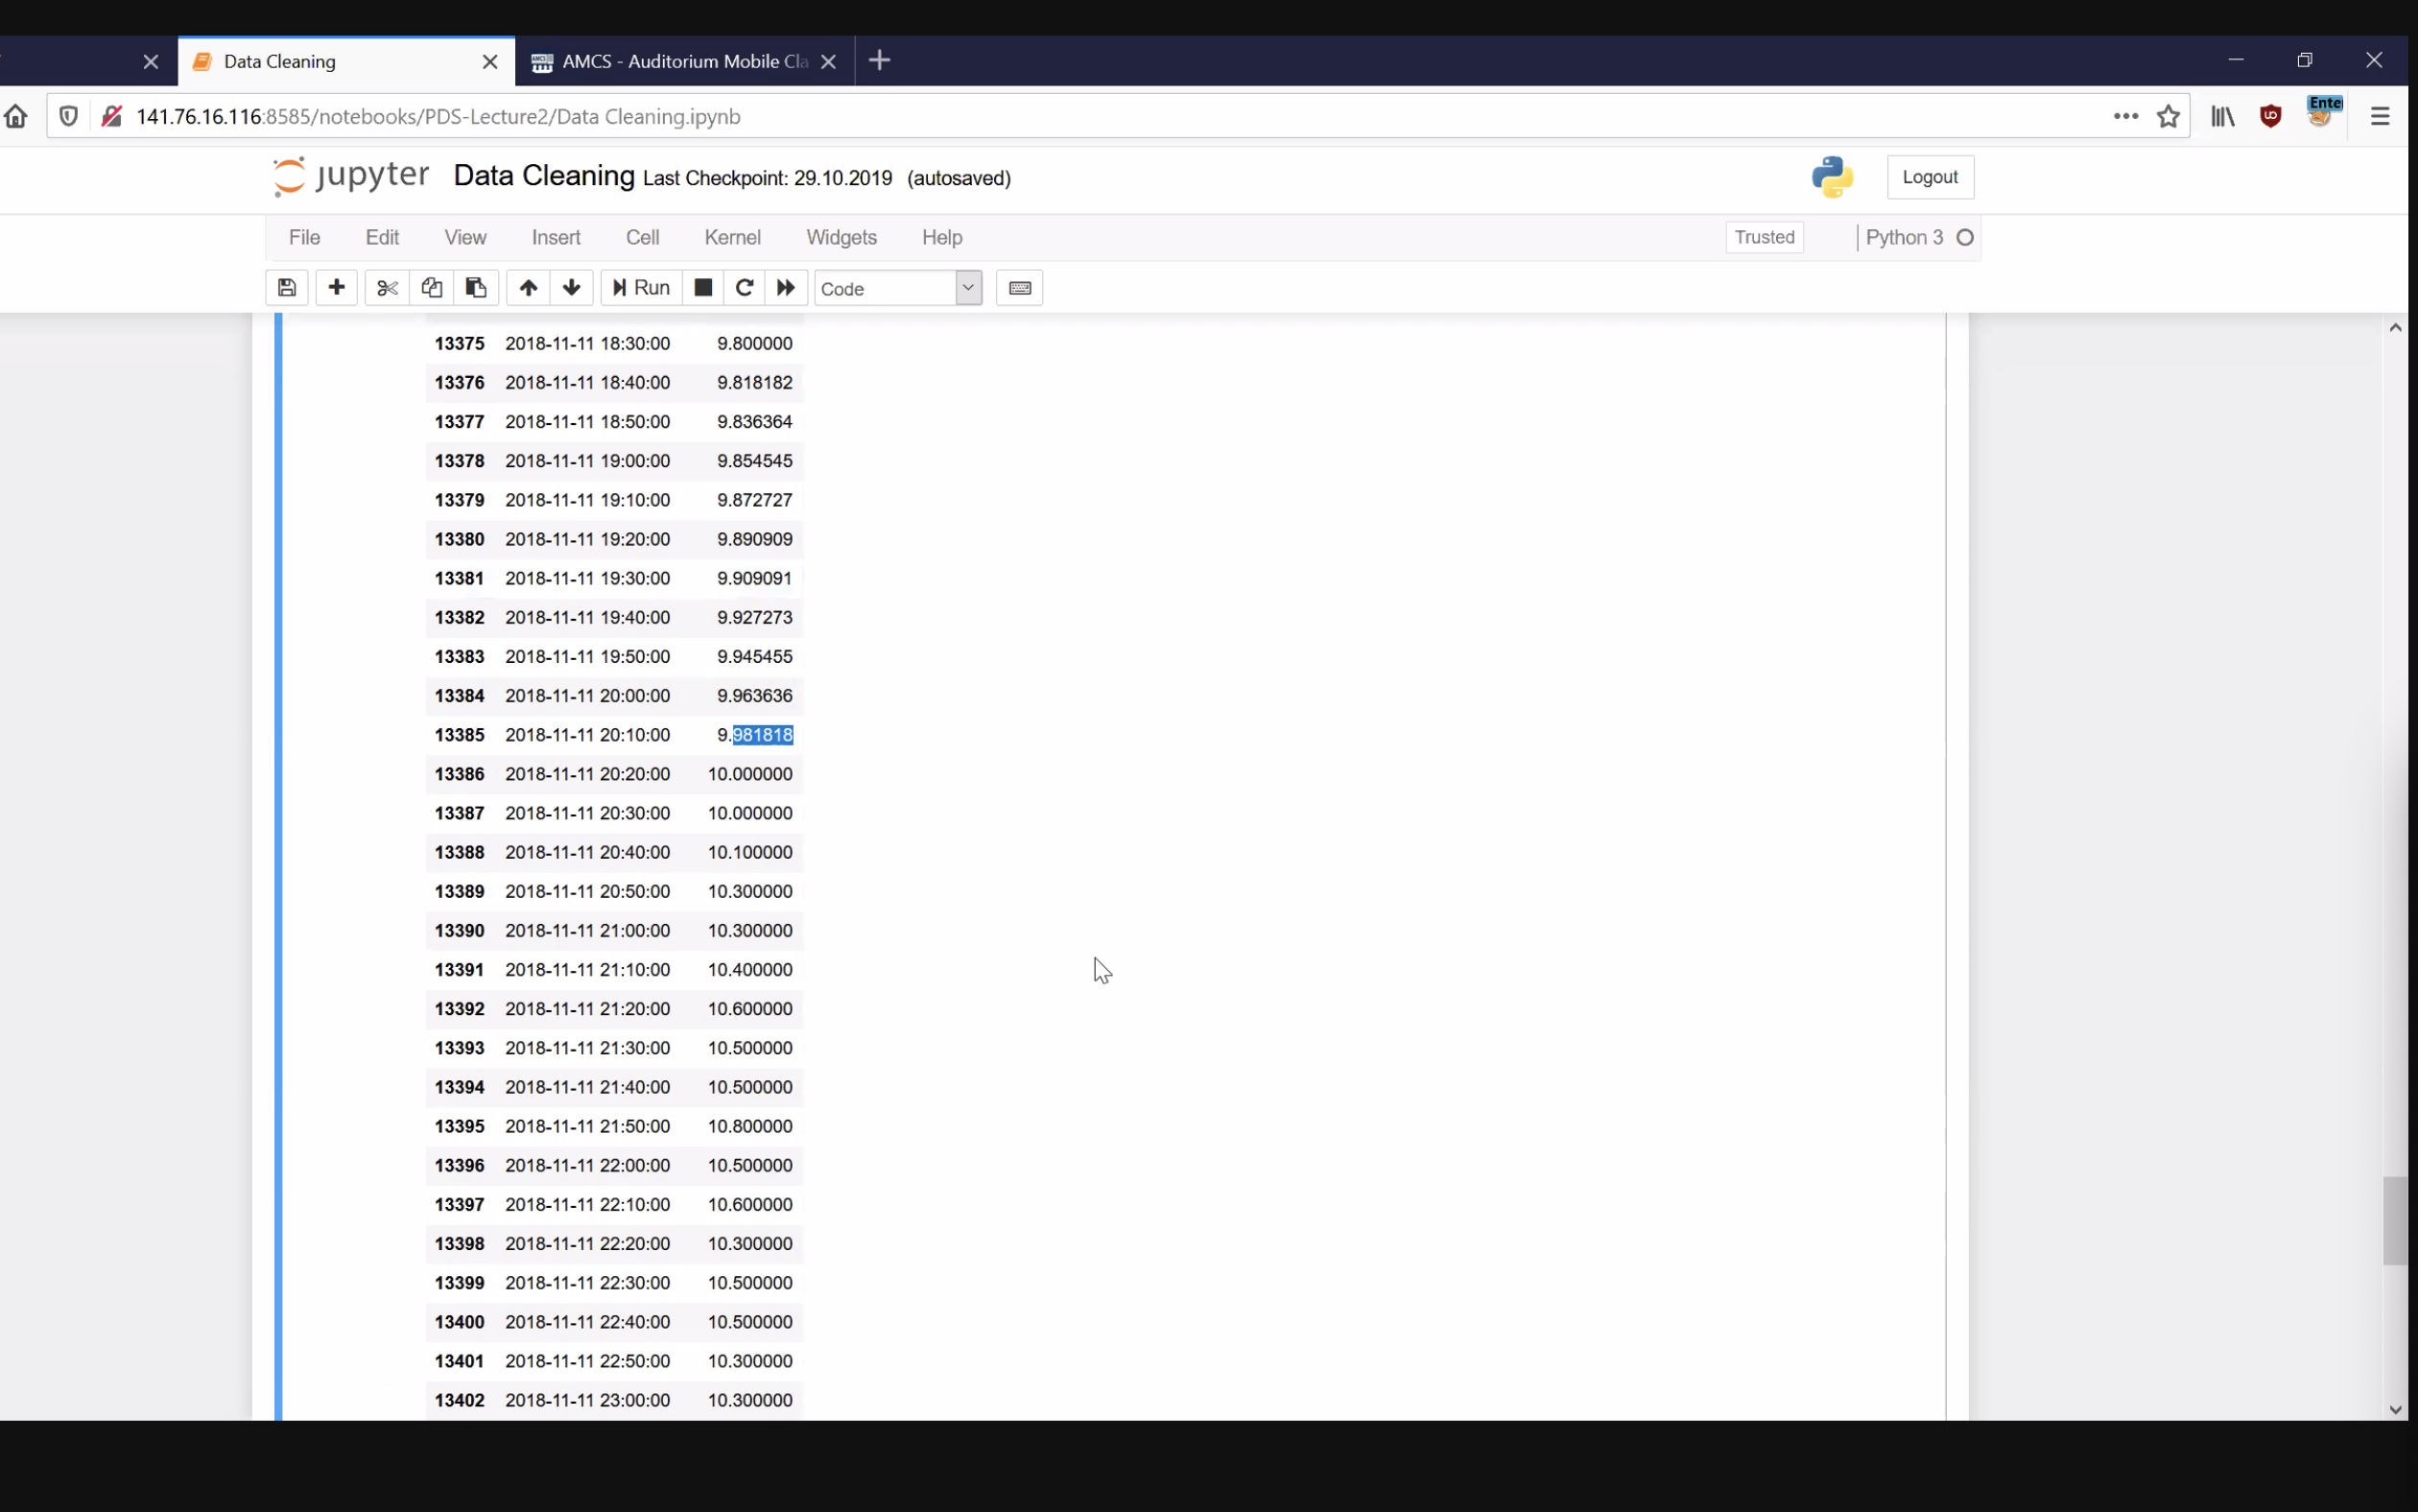 Data Cleaning
AMCS - Auditorium Mobile Cla
141.76.16.116:8585/notebooks/PDS-Lecture2/Data Cleaning.ipynb
Enter
jupyter Data Cleaning Last Checkpoint: 29.10.2019 (autosaved)
Logout
File Edit View Insert Cell Kernel Widgets Help
Trusted Python 3
Run Code
13375 2018-11-11 18:30:00 9.800000
13376 2018-11-11 18:40:00 9.818182
13377 2018-11-11 18:50:00 9.836364
13378 2018-11-11 19:00:00 9.854545
13379 2018-11-11 19:10:00 9.872727
13380 2018-11-11 19:20:00 9.890909
13381 2018-11-11 19:30:00 9.909091
13382 2018-11-11 19:40:00 9.927273
13383 2018-11-11 19:50:00 9.945455
13384 2018-11-11 20:00:00 9.963636
13385 2018-11-11 20:10:00 9.981818
13386 2018-11-11 20:20:00 10.000000
13387 2018-11-11 20:30:00 10.000000
13388 2018-11-11 20:40:00 10.100000
13389 2018-11-11 20:50:00 10.300000
13390 2018-11-11 21:00:00 10.300000
13391 2018-11-11 21:10:00 10.400000
13392 2018-11-11 21:20:00 10.600000
13393 2018-11-11 21:30:00 10.500000
13394 2018-11-11 21:40:00 10.500000
13395 2018-11-11 21:50:00 10.800000
13396 2018-11-11 22:00:00 10.500000
13397 2018-11-11 22:10:00 10.600000
13398 2018-11-11 22:20:00 10.300000
13399 2018-11-11 22:30:00 10.500000
13400 2018-11-11 22:40:00 10.500000
13401 2018-11-11 22:50:00 10.300000
13402 2018-11-11 23:00:00 10.300000